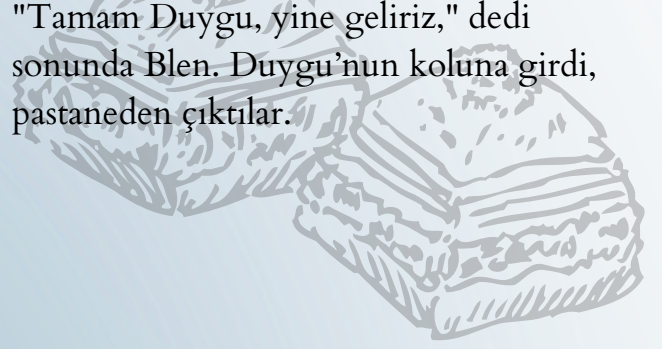 "Tamam Duygu, yine geliriz," dedi
sonunda Blen. Duygu’nun koluna girdi,
pastaneden çıktılar.